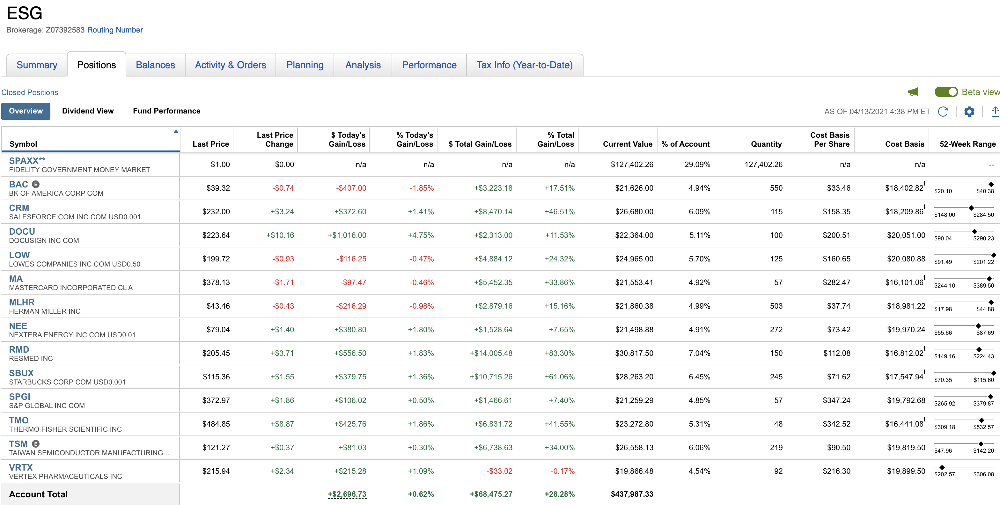 ESG
Brokerage: Z07392583 Routing Number
Summary Positions Balances Activity & Orders Planning Analysis Performance Tax Info (Year-to-Date)
Closed Positions Beta view
Overview Dividend View Fund Performance AS OF 04/13/2021 4:38 PM ET
Symbol Last Price Last Price Change $ Today's Gain/Loss % Today's Gain/Loss $ Total Gain/Loss % Total Gain/Loss Current Value % of Account Quantity Cost Basis Per Share Cost Basis 52-Week Range
SPAXX** $1.00 $0.00 n/a n/a n/a n/a $127,402.26 29.09% 127,402.26 n/a n/a --
FIDELITY GOVERNMENT MONEY MARKET
BAC E $39.32 -$0.74 -$407.00 -1.85% +$3,223.18 +17.51% $21,626.00 4.94% 550 $33.46 $18,402.82t
BK OF AMERICA CORP COM $20.10 $40.38
CRM $232.00 +$3.24 +$372.60 +1.41% +$8,470.14 +46.51% $26,680.00 6.09% 115 $158.35 $18,209.86t
SALESFORCE.COM INC COM USD0.001 $148.00 $284.50
DOCU $223.64 +$10.16 +$1,016.00 +4.75% +$2,313.00 +11.53% $22,364.00 5.11% 100 $200.51 $20,051.00
DOCUSIGN INC COM $90.04 $290.23
LOW $199.72 -$0.93 -$116.25 -0.47% +$4,884.12 +24.32% $24,965.00 5.70% 125 $160.65 $20,080.88
LOWES COMPANIES INC COM USD0.50 $91.49 $201.22
MA $378.13 -$1.71 -$97.47 -0.46% +$5,452.35 +33.86% $21,553.41 4.92% 57 $282.47 $16,101.06t
MASTERCARD INCORPORATED CL A $244.10 $389.50
MLHR $43.46 -$0.43 -$216.29 -0.98% +$2,879.16 +15.16% $21,860.38 4.99% 503 $37.74 $18,981.22
HERMAN MILLER INC $17.98 $44.88
NEE $79.04 +$1.40 +$380.80 +1.80% +$1,528.64 +7.65% $21,498.88 4.91% 272 $73.42 $19,970.24
NEXTERA ENERGY INC COM USD0.01 $55.66 $87.69
RMD $205.45 +$3.71 +$556.50 +1.83% +$14,005.48 +83.30% $30,817.50 7.04% 150 $112.08 $16,812.02t
RESMED INC $149.16 $224.43
SBUX $115.36 +$1.55 +$379.75 +1.36% +$10,715.26 +61.06% $28,263.20 6.45% 245 $71.62 $17,547.94t
STARBUCKS CORP COM USD0.001 $70.35 $115.60
SPGI $372.97 +$1.86 +$106.02 +0.50% +$1,466.61 +7.40% $21,259.29 4.85% 57 $347.24 $19,792.68
S&P GLOBAL INC COM $265.92 $379.87
TMO $484.85 +$8.87 +$425.76 +1.86% +$6,831.72 +41.55% $23,272.80 5.31% 48 $342.52 $16,441.08t
THERMO FISHER SCIENTIFIC INC $309.18 $532.57
TSM E $121.27 +$0.37 +$81.03 +0.30% +$6,738.63 +34.00% $26,558.13 6.06% 219 $90.50 $19,819.50
TAIWAN SEMICONDUCTOR MANUFACTURING ... $47.96 $142.20
VRTX $215.94 +$2.34 +$215.28 +1.09% -$33.02 -0.17% $19,866.48 4.54% 92 $216.30 $19,899.50
VERTEX PHARMACEUTICALS INC $202.57 $306.08
Account Total +$2,696.73 +0.62% +$68,475.27 +28.28% $437,987.33